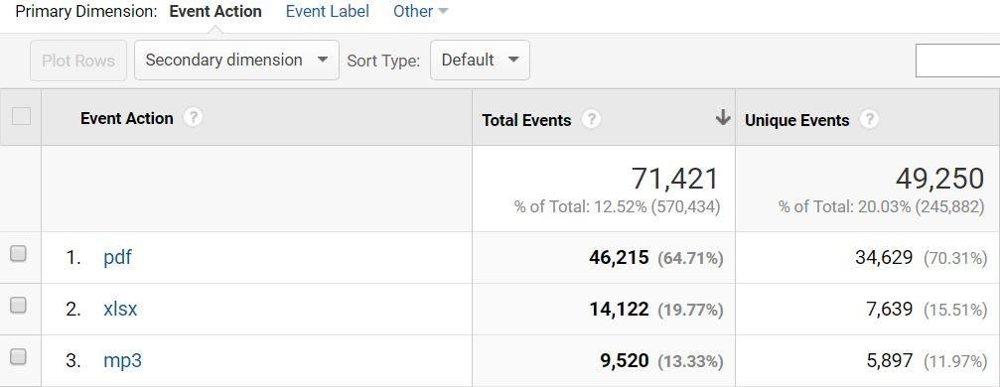 Primary Dimension: Event Action Event Label Other
Plot Rows Secondary dimension Sort Type: Default
Event Action ? Total Events ? Unique Events ?
71,421 49,250
% of Total: 12.52% (570,434) % of Total: 20.03% (245,882)
1. pdf 46,215 (64.71%) 34,629 (70.31%)
2. xlsx 14,122 (19.77%) 7,639 (15.51%)
3. mp3 9,520 (13.33%) 5,897 (11.97%)